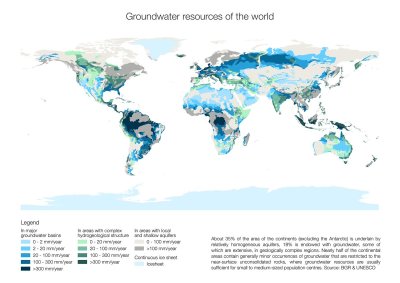 Groundwater resources of the world
Legend
In major
groundwater basins
0 - 2 mm/year
2 - 20 mm/year
20 - 100 mm/year
100 - 300 mm/year
>300 mm/year
In areas with complex
hydrogeological structure
0 - 20 mm/year
20 - 100 mm/year
100 - 300 mm/year
>300 mm/year
In areas with local
and shallow aquifers
0 - 100 mm/year
>100 mm/year
Continuous ice sheet
Icesheet
About 35% of the area of the continents (excluding the Antarctic) is underlain by
relatively homogeneous aquifers, 18% is endowed with groundwater, some of
which are extensive, in geologically complex regions. Nearly half of the continental
areas contain generally minor occurrences of groundwater that are restricted to the
near-surface unconsolidated rocks, where groundwater resources are usually
sufficient for small to medium-sized population centres. Source: BGR & UNESCO